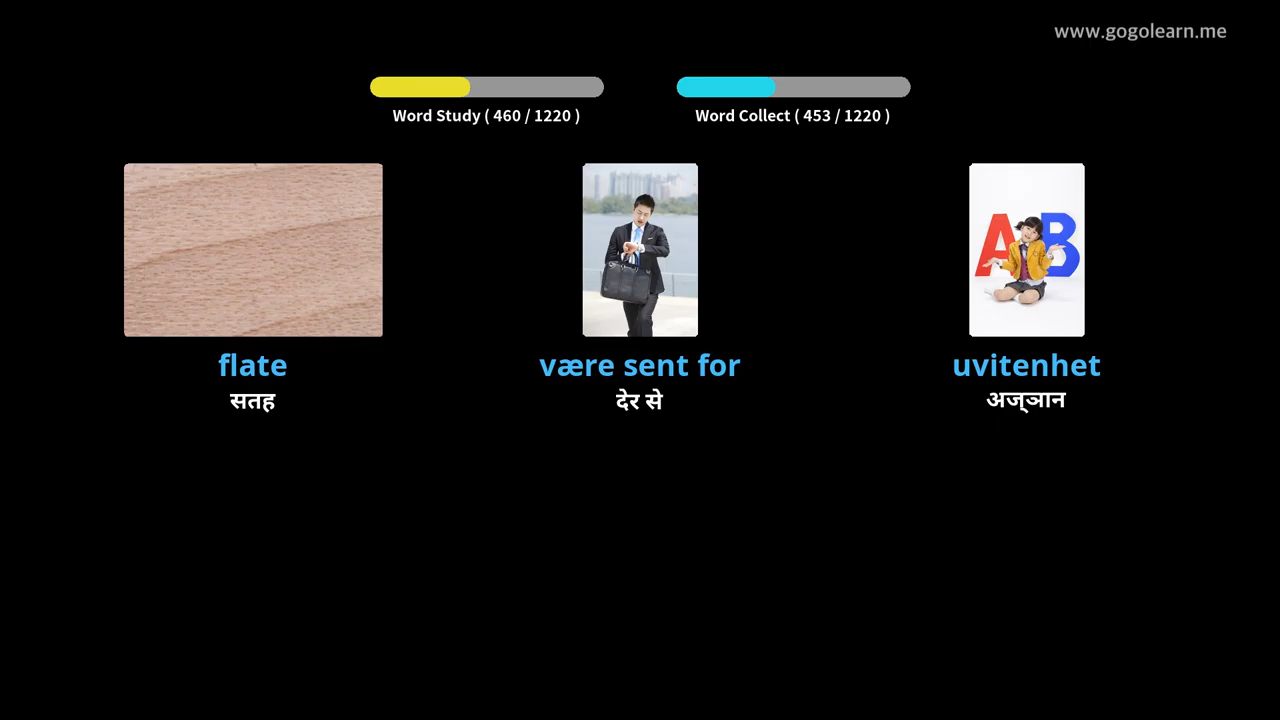 www.gogolearn.me
Word Study ( 460 / 1220 )
Word Collect ( 453 / 1220 )
flate
सतह
være sent for
देर से
A B
uvitenhet
अज्ञान